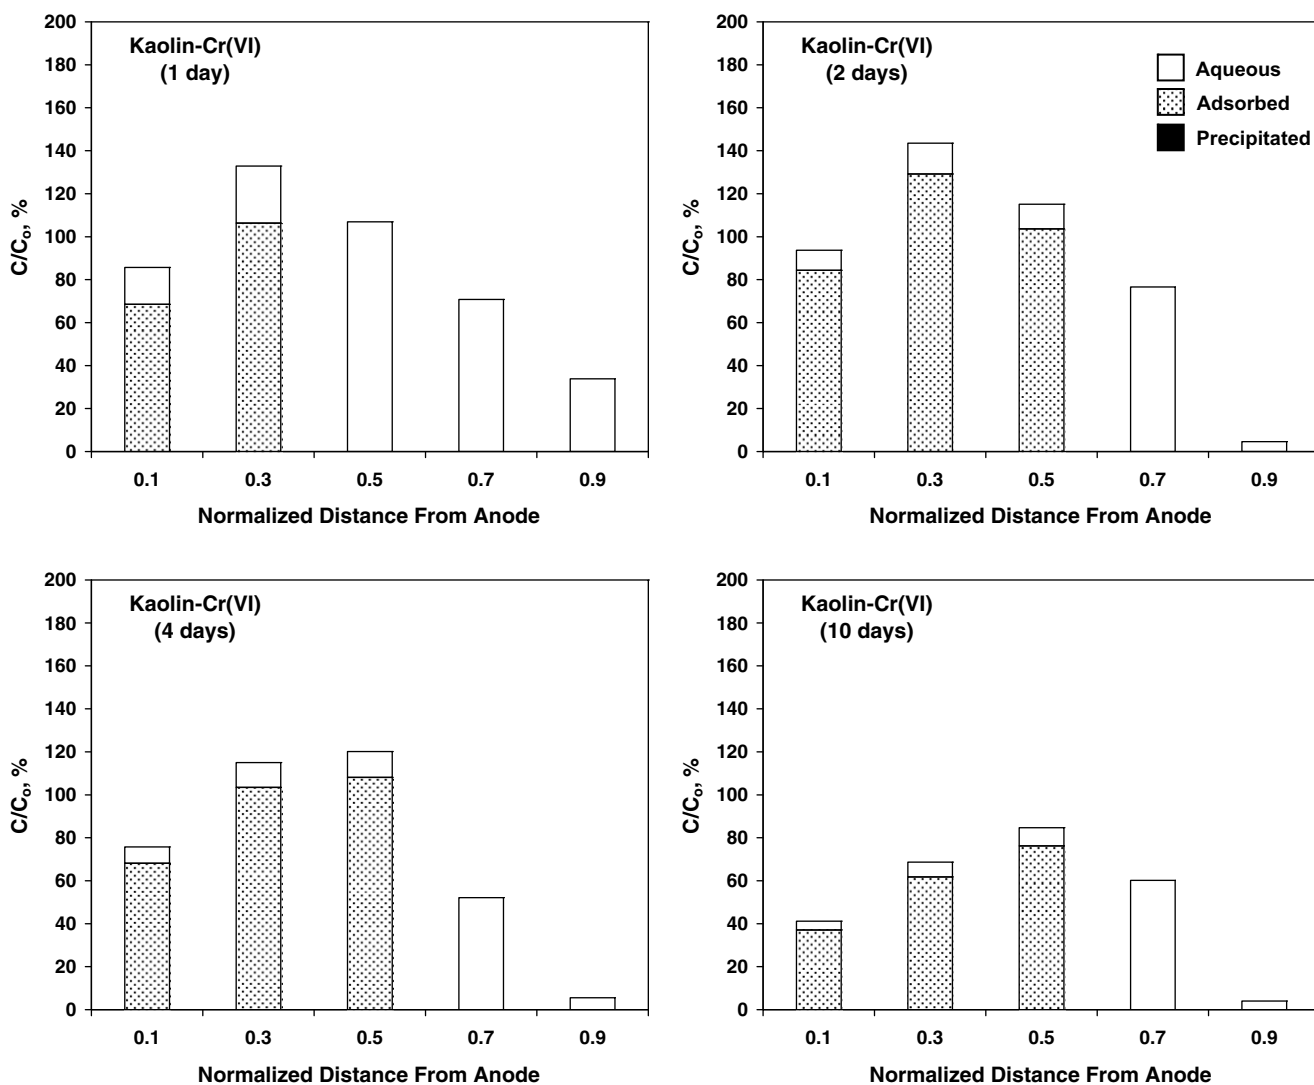 Kaolin-Cr(VI)
(1 day)
C/Co, %
200
180
160
140
120
100
80
60
40
20
0
0.1 0.3 0.5 0.7 0.9
Normalized Distance From Anode
Kaolin-Cr(VI)
(2 days)
Aqueous
Adsorbed
Precipitated
C/Co, %
200
180
160
140
120
100
80
60
40
20
0
0.1 0.3 0.5 0.7 0.9
Normalized Distance From Anode
Kaolin-Cr(VI)
(4 days)
C/Co, %
200
180
160
140
120
100
80
60
40
20
0
0.1 0.3 0.5 0.7 0.9
Normalized Distance From Anode
Kaolin-Cr(VI)
(10 days)
C/Co, %
200
180
160
140
120
100
80
60
40
20
0
0.1 0.3 0.5 0.7 0.9
Normalized Distance From Anode